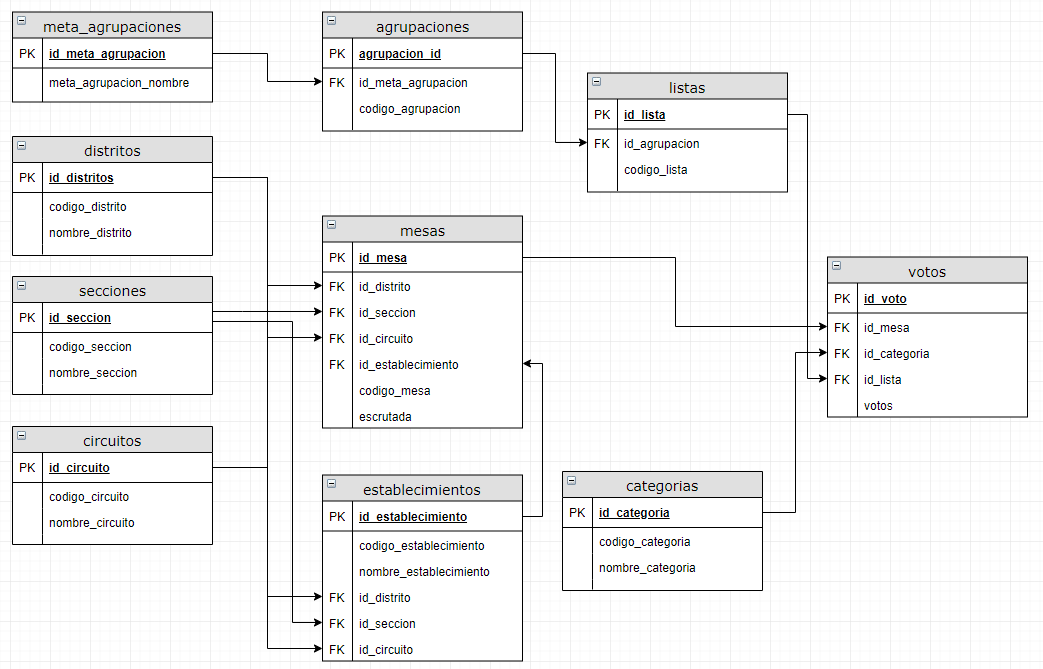 meta_agrupaciones
PK id_meta_agrupacion
meta_agrupacion_nombre
agrupaciones
PK agrupacion_id
FK id_meta_agrupacion
codigo_agrupacion
listas
PK id_lista
FK id_agrupacion
codigo_lista
distritos
PK id_distritos
codigo_distrito
nombre_distrito
mesas
PK id_mesa
FK id_distrito
FK id_seccion
FK id_circuito
FK id_establecimiento
codigo_mesa
escrutada
votos
PK id_voto
FK id_mesa
FK id_categoria
FK id_lista
votos
secciones
PK id_seccion
codigo_seccion
nombre_seccion
circuitos
PK id_circuito
codigo_circuito
nombre_circuito
establecimientos
PK id_establecimiento
codigo_establecimiento
nombre_establecimiento
FK id_distrito
FK id_seccion
FK id_circuito
categorias
PK id_categoria
codigo_categoria
nombre_categoria